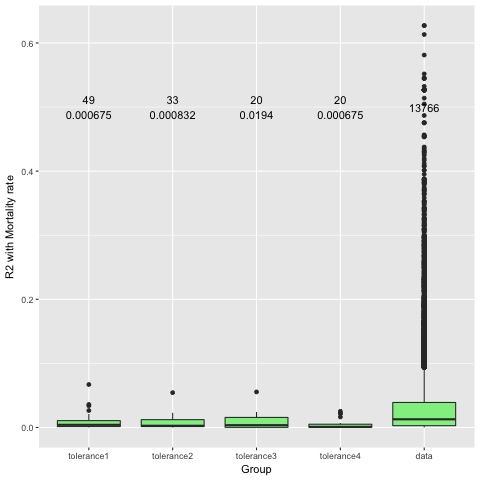 0.6
49 33 20 20 13766
0.000675 0.000832 0.0194 0.000675
0.4
0.2
0.0
R2 with Mortality rate
tolerance1 tolerance2 tolerance3 tolerance4 data
Group